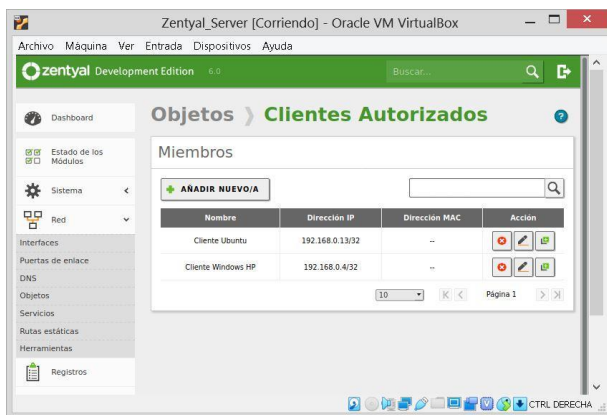 Zentyal_Server [Corriendo] - Oracle VM VirtualBox
Archivo Máquina Ver Entrada Dispositivos Ayuda
zentyal Development Edition 6.0 Buscar...
Dashboard
Estado de los
Módulos
Sistema
Red
Interfaces
Puertas de enlace
DNS
Objetos
Servicios
Rutas estáticas
Herramientas
Registros
Objetos Clientes Autorizados
Miembros
AÑADIR NUEVO/A
Nombre Dirección IP Dirección MAC Acción
Cliente Ubuntu 192.168.0.13/32 --
Cliente Windows HP 192.168.0.4/32 --
10 Página 1
CTRL DERECHA